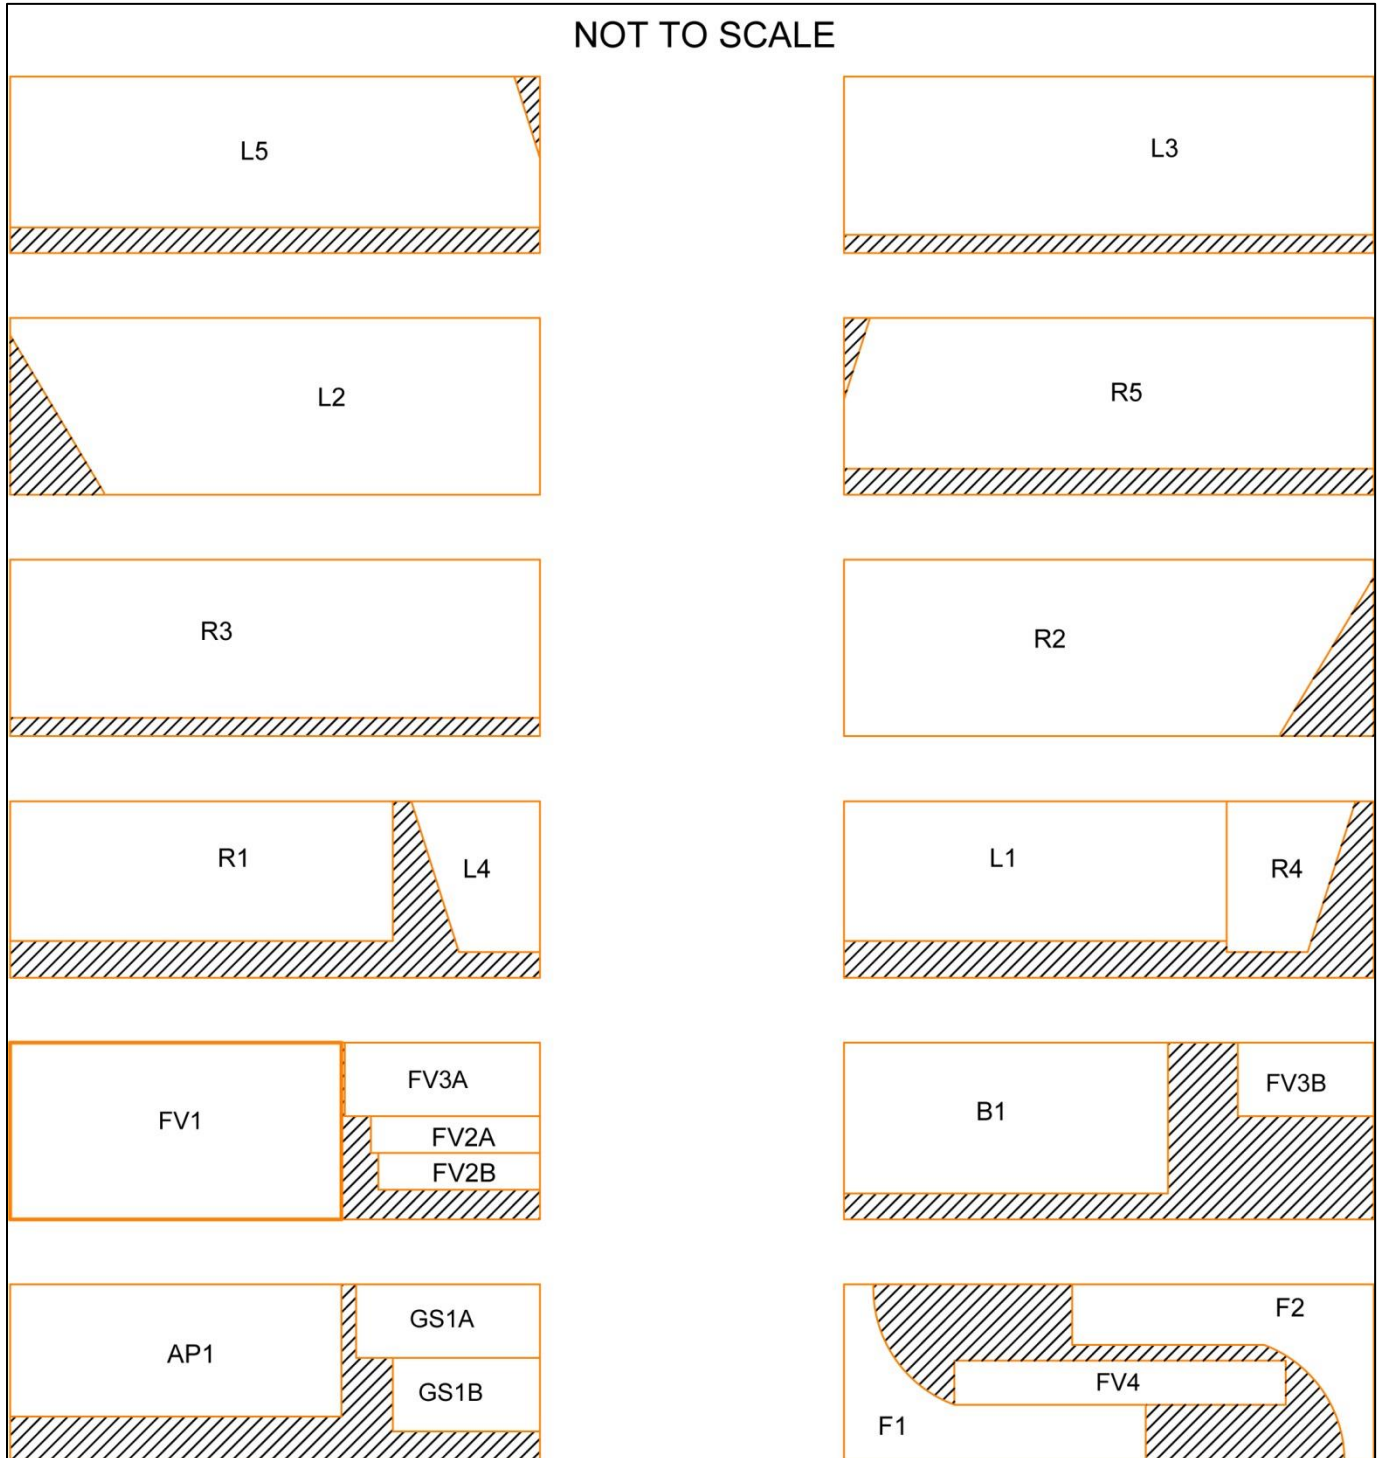 NOT TO SCALE
L5
L3
L2
R5
R3
R2
R1
L4
L1
R4
FV1
FV3A
FV2A
FV2B
B1
FV3B
AP1
GS1A
GS1B
F2
FV4
F1